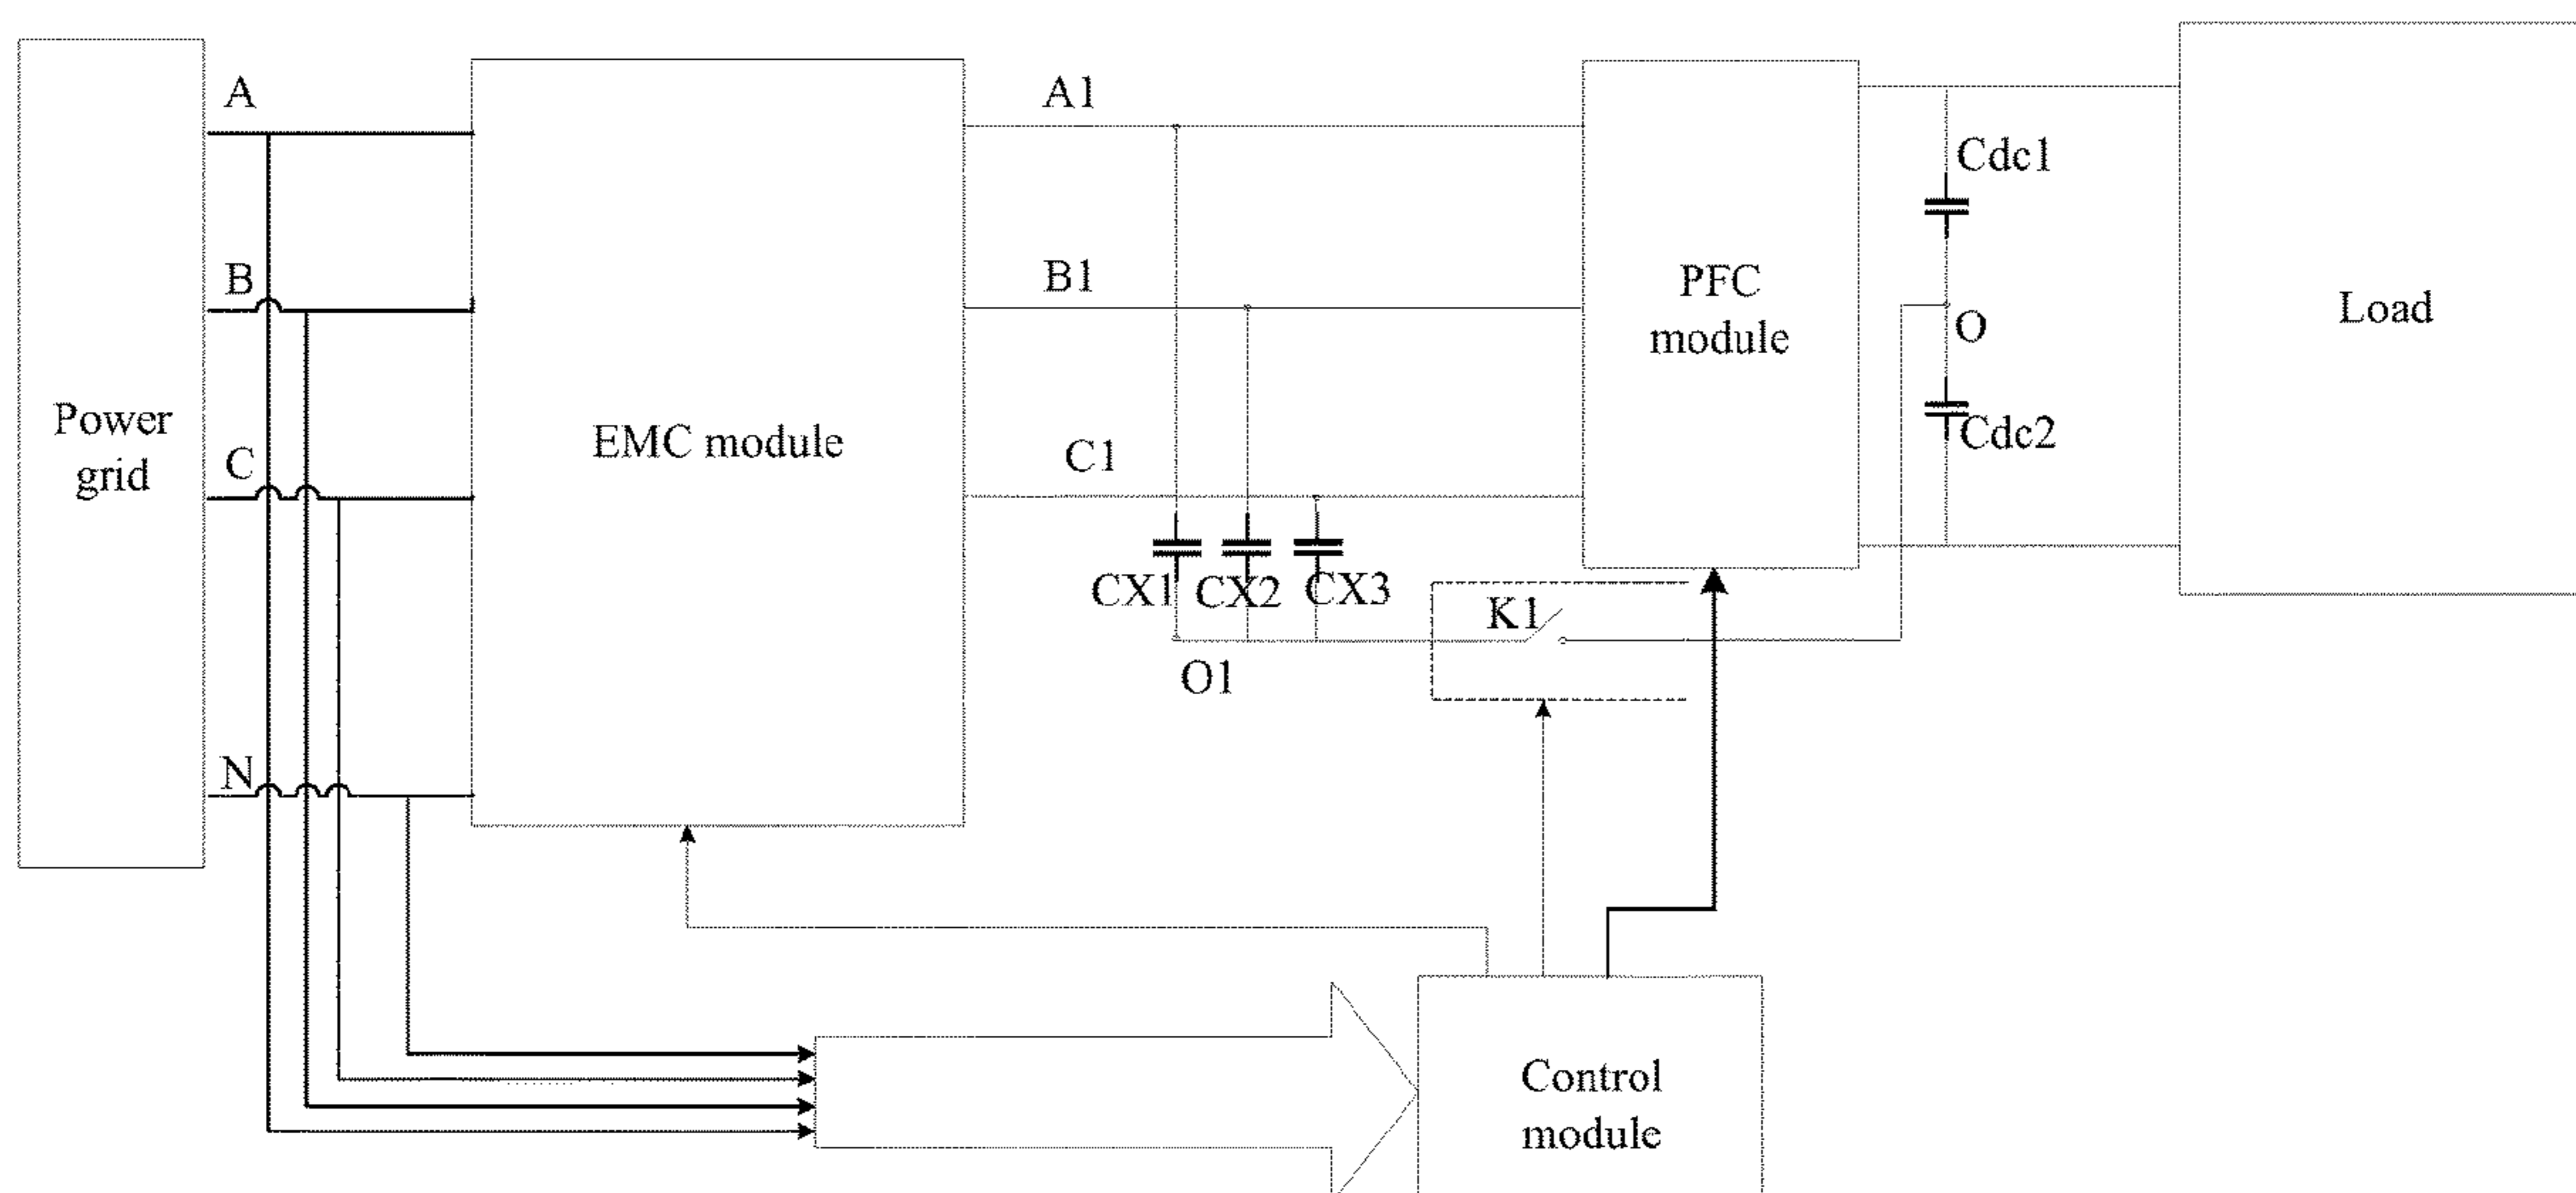 A
B
C
N
Power
grid
EMC module
A1
B1
C1
CX1
CX2
CX3
O1
K1
PFC
module
Cdc1
O
Cdc2
Load
Control
module